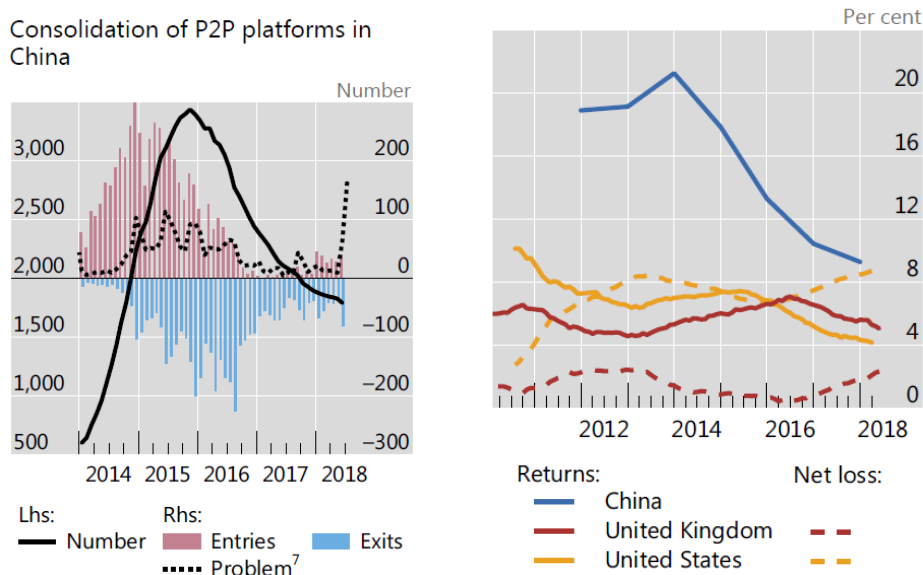 Consolidation of P2P platforms in
China
Number
3,000 200
2,500 100
2,000 0
1,500 –100
1,000 –200
500 –300
2014 2015 2016 2017 2018
Lhs: Rhs:
Number Entries Exits
Problem7
Per cent
20
16
12
8
4
0
2012 2014 2016 2018
Returns: Net loss:
China
United Kingdom
United States